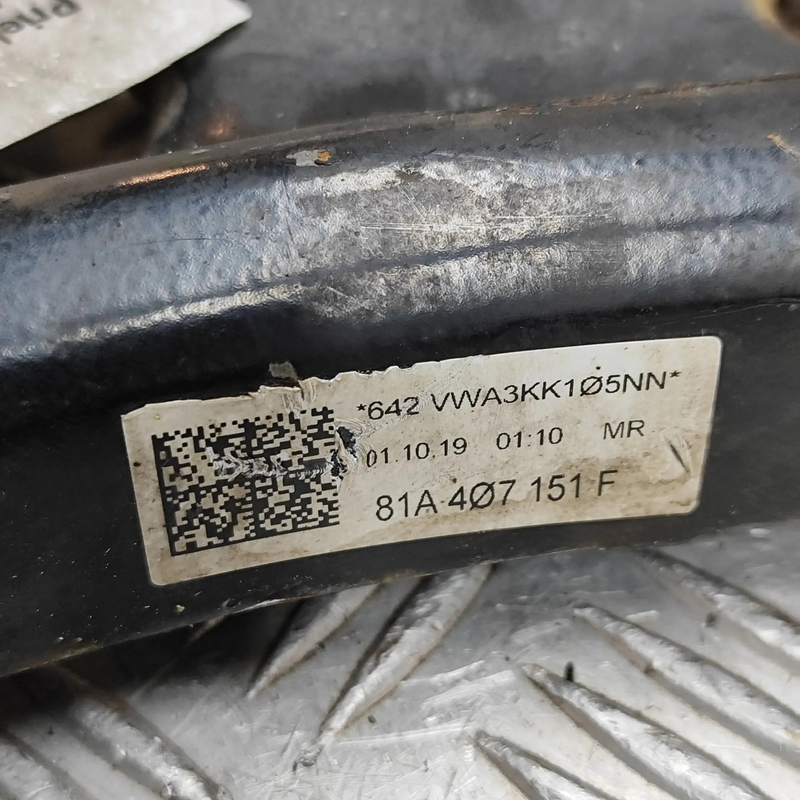 *642 VWA3KK1Ø5NN*
01.10.19 01:10 MR
81A 4Ø7 151 F